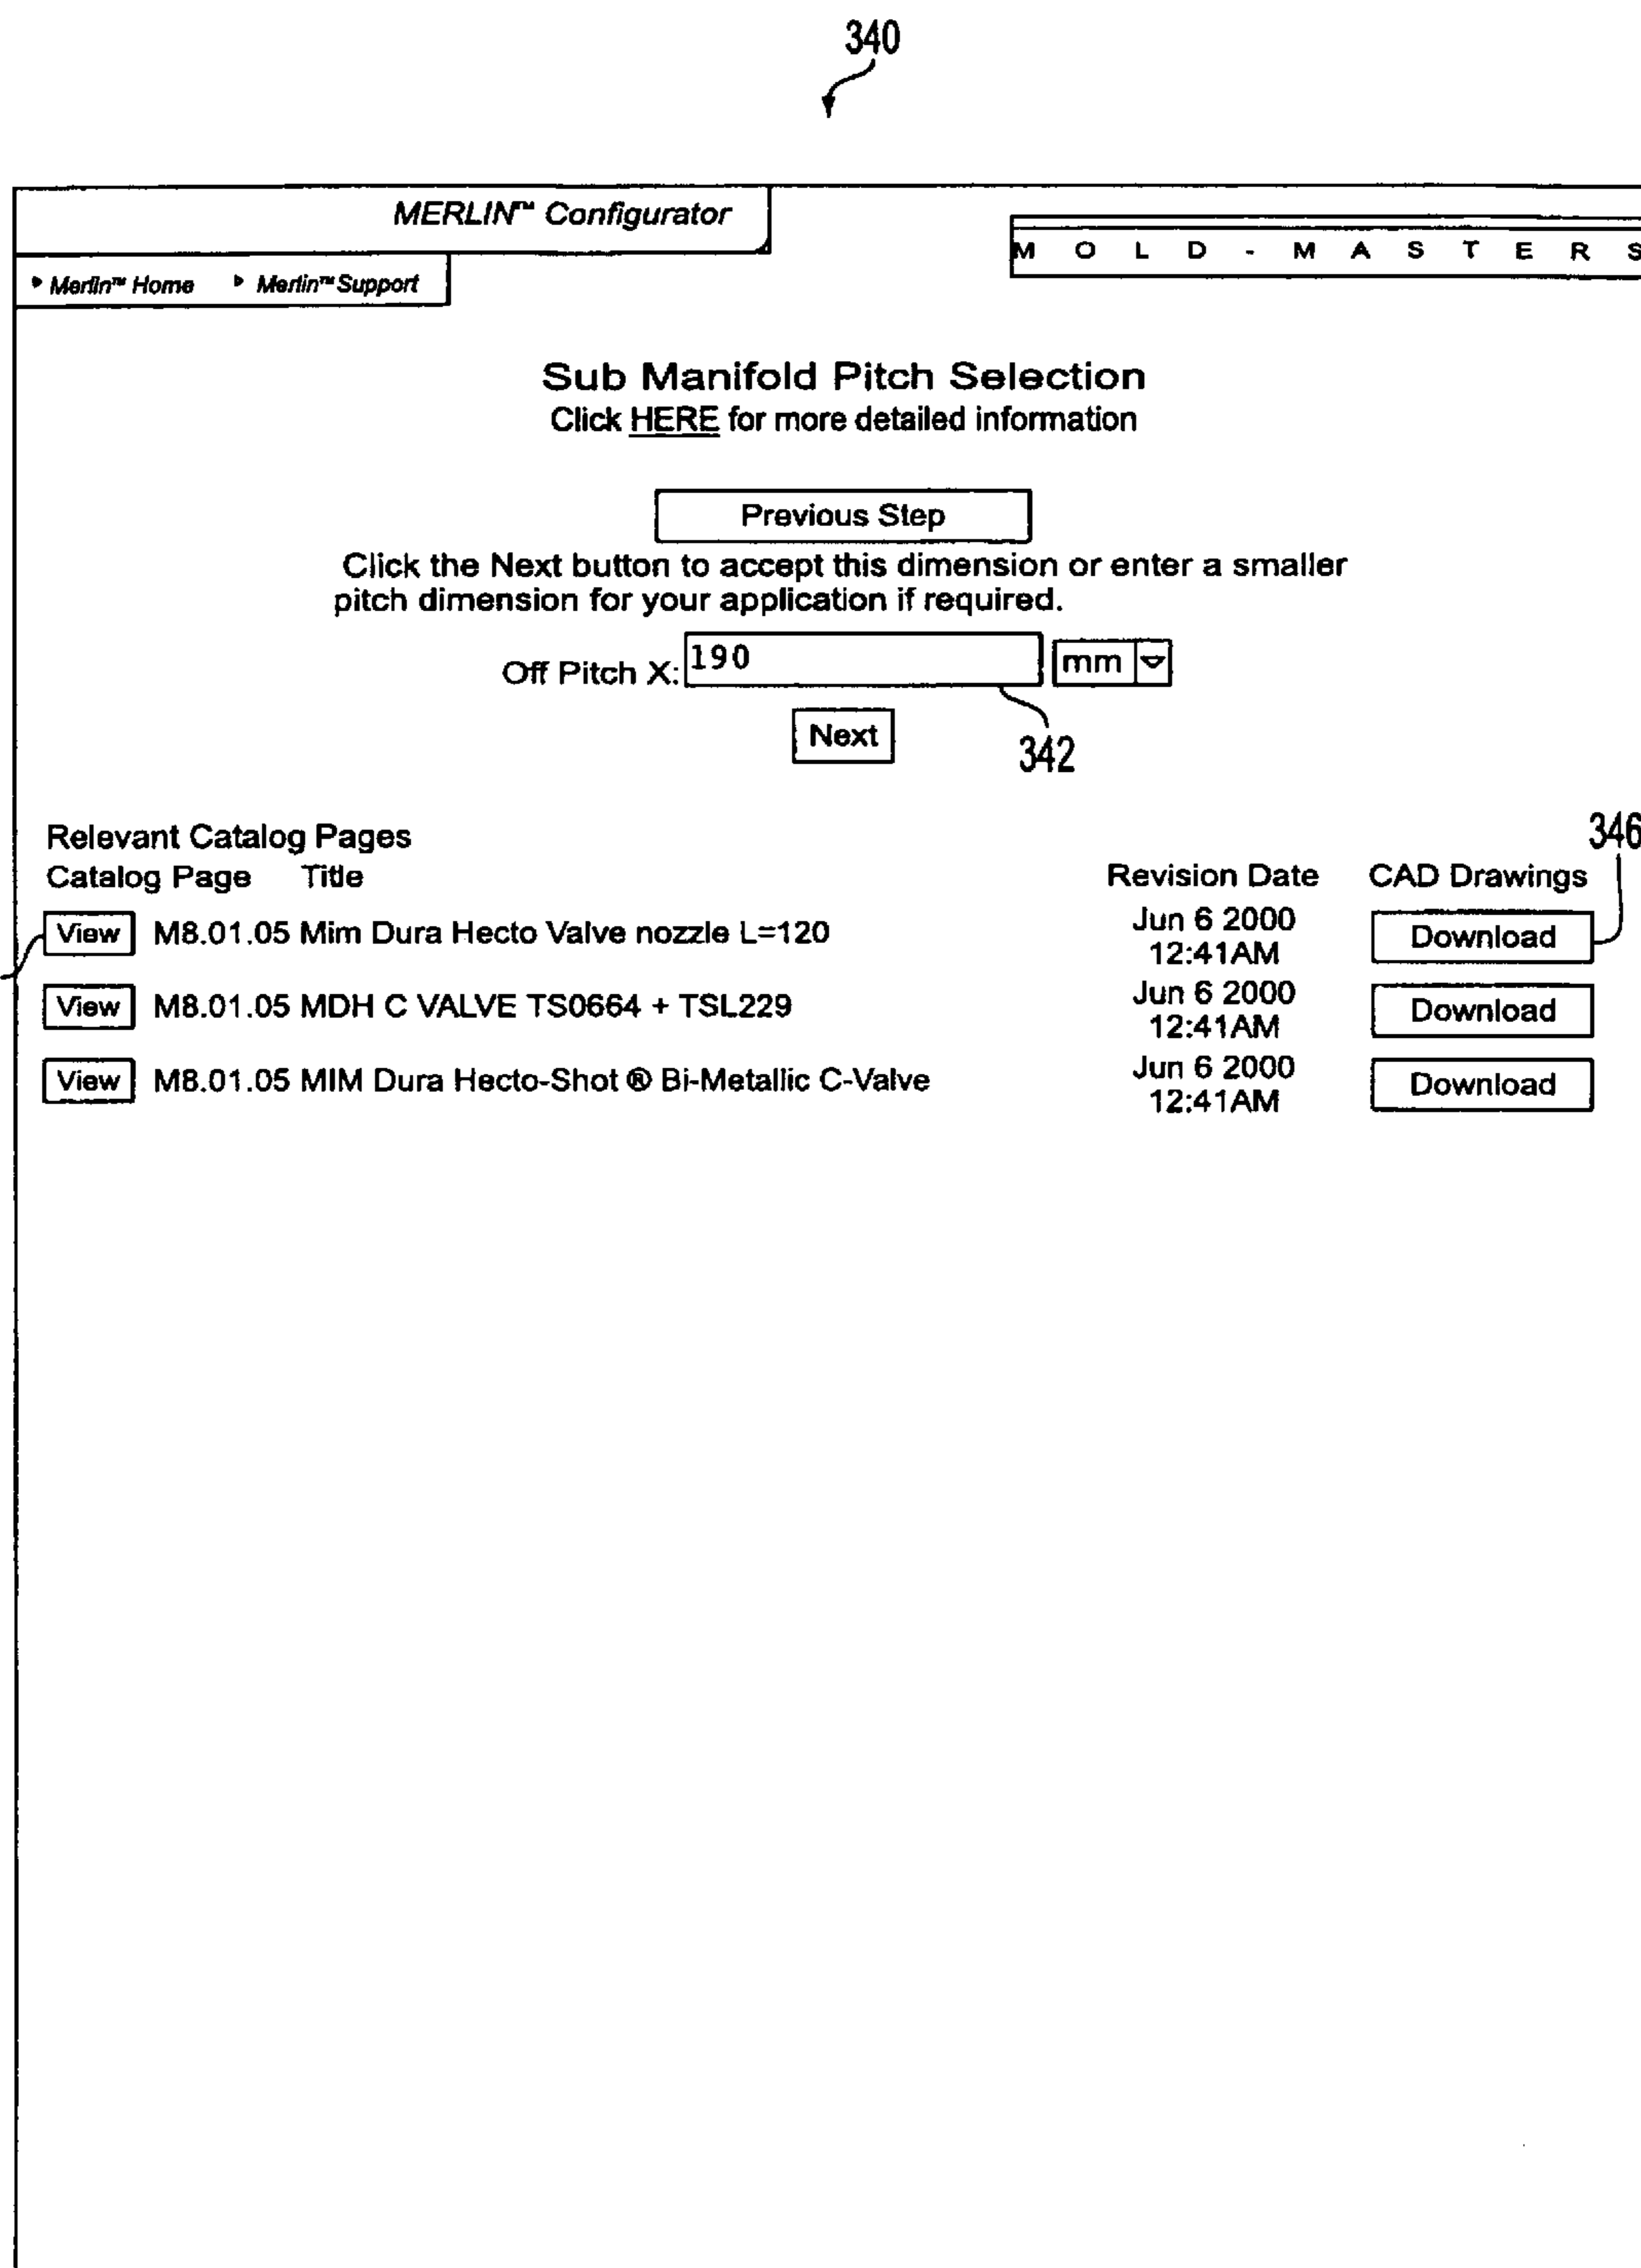 340
MERLIN™ Configurator
M O L D - M A S T E R S
Merlin™ Home Merlin™ Support
Sub Manifold Pitch Selection
Click HERE for more detailed information
Previous Step
Click the Next button to accept this dimension or enter a smaller
pitch dimension for your application if required.
Off Pitch X: 190 mm
Next
342
346
Relevant Catalog Pages
Catalog Page Title Revision Date CAD Drawings
View M8.01.05 Mim Dura Hecto Valve nozzle L=120 Jun 6 2000 Download
12:41AM
View M8.01.05 MDH C VALVE TS0664 + TSL229 Jun 6 2000 Download
12:41AM
View M8.01.05 MIM Dura Hecto-Shot ® Bi-Metallic C-Valve Jun 6 2000 Download
12:41AM